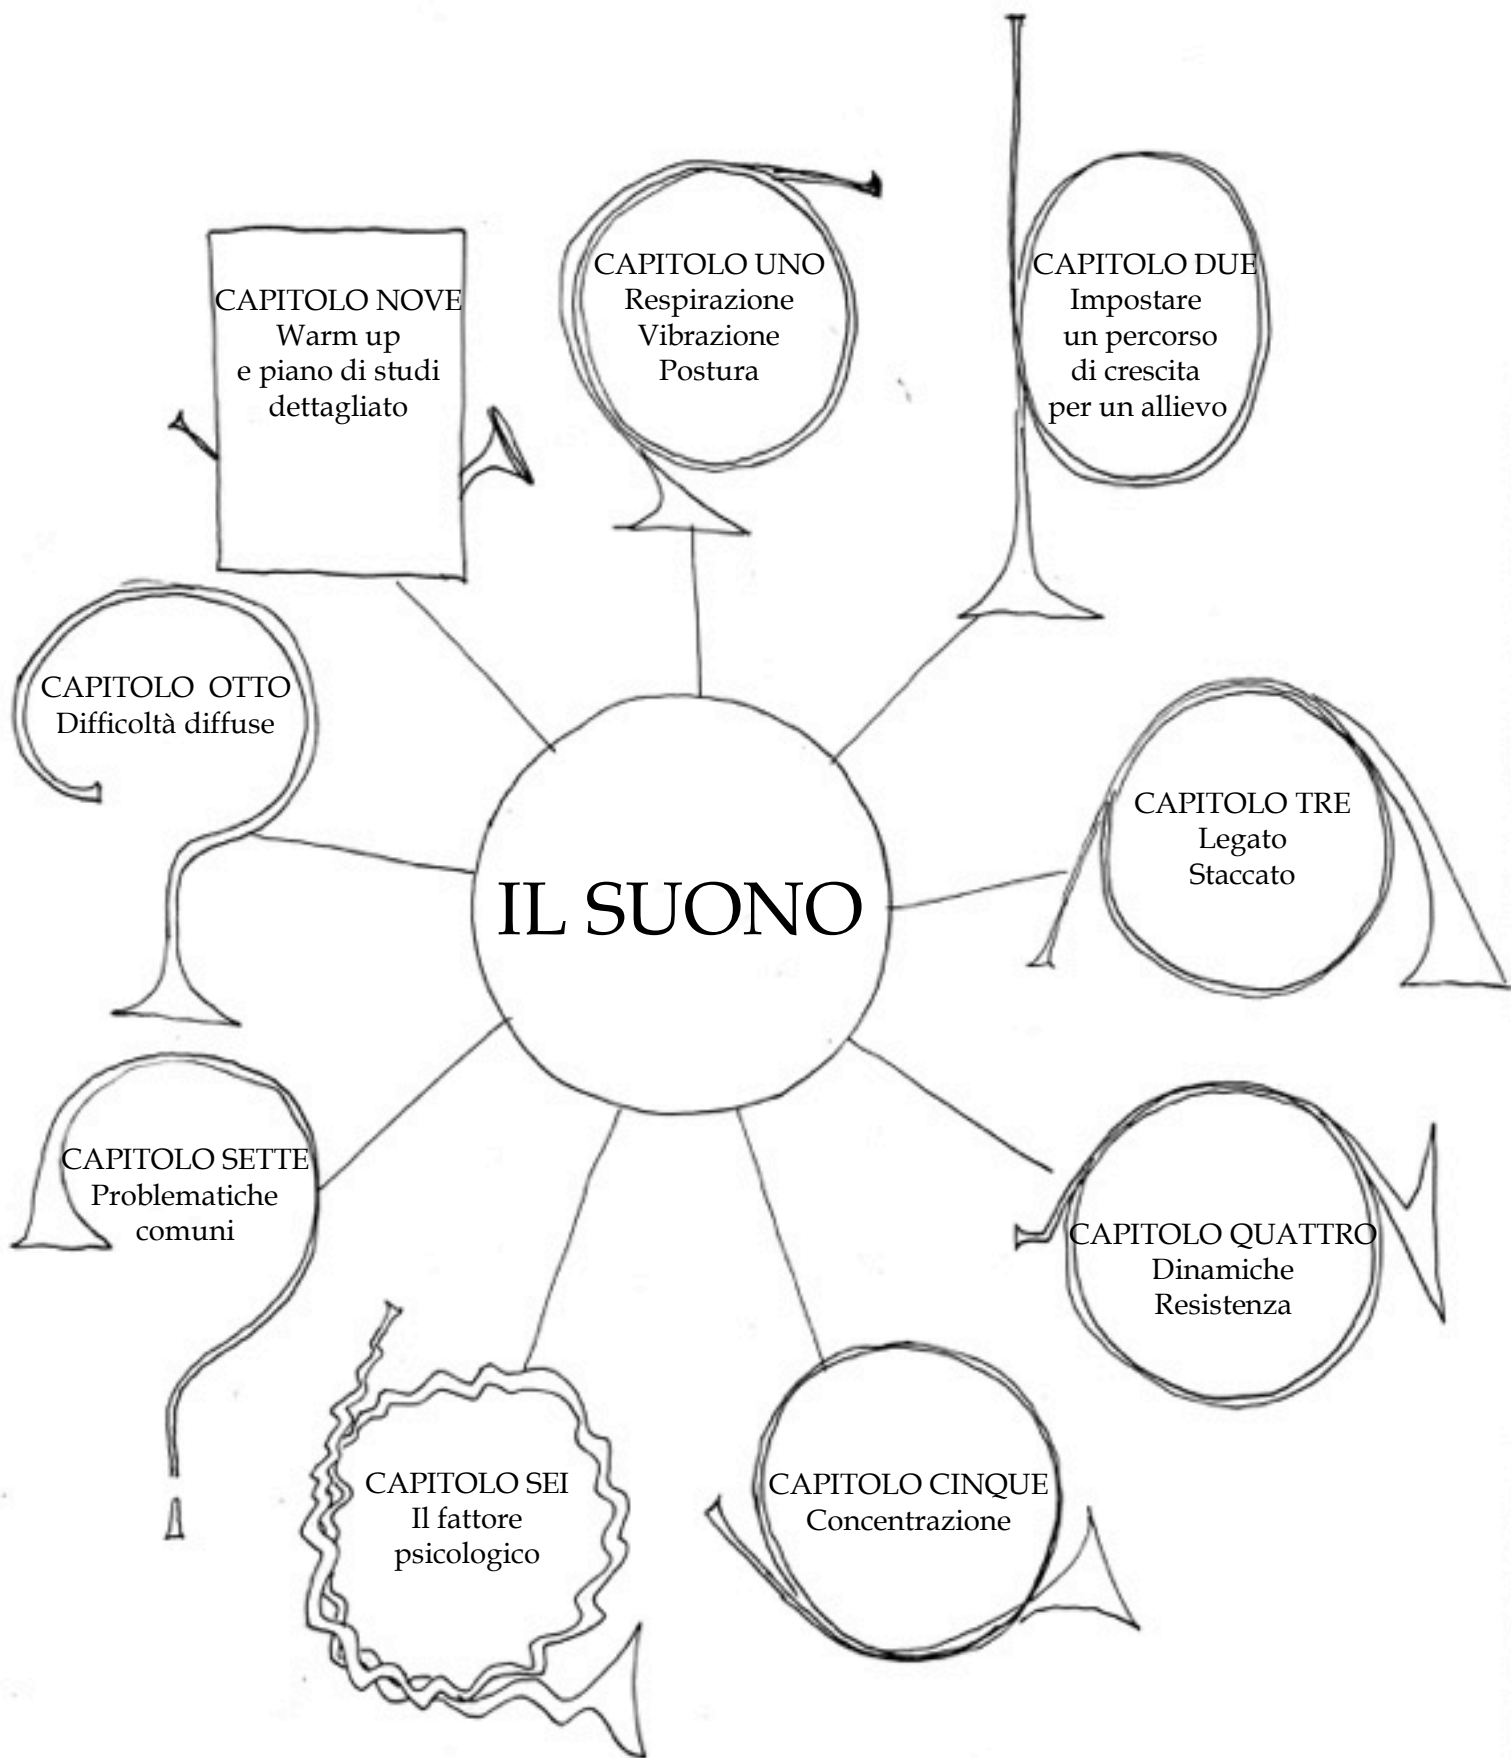 CAPITOLO UNO
Respirazione
Vibrazione
Postura
CAPITOLO DUE
Impostare
un percorso
di crescita
per un allievo
CAPITOLO TRE
Legato
Staccato
CAPITOLO QUATTRO
Dinamiche
Resistenza
CAPITOLO CINQUE
Concentrazione
CAPITOLO SEI
Il fattore
psicologico
CAPITOLO SETTE
Problematiche
comuni
CAPITOLO OTTO
Difficoltà diffuse
CAPITOLO NOVE
Warm up
e piano di studi
dettagliato
IL SUONO